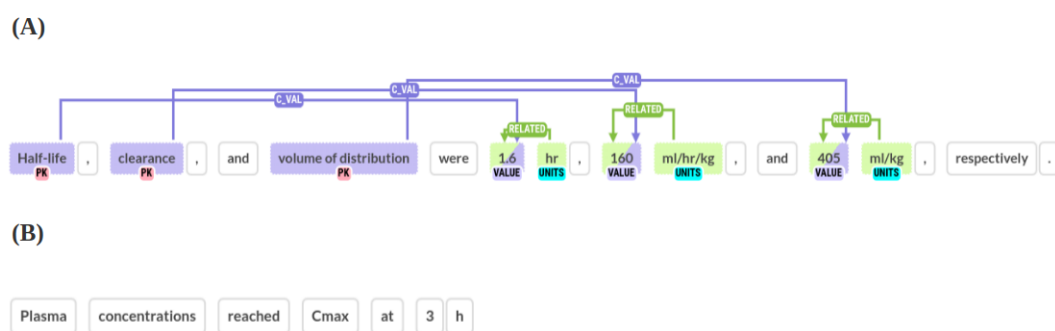 (A)
C_VAL
C_VAL
C_VAL
RELATED
RELATED
RELATED
Half-life , clearance , and volume of distribution were 1.6 hr , 160 ml/hr/kg , and 405 ml/kg , respectively .
PK PK PK VALUE UNITS VALUE UNITS VALUE UNITS
(B)
Plasma concentrations reached Cmax at 3 h